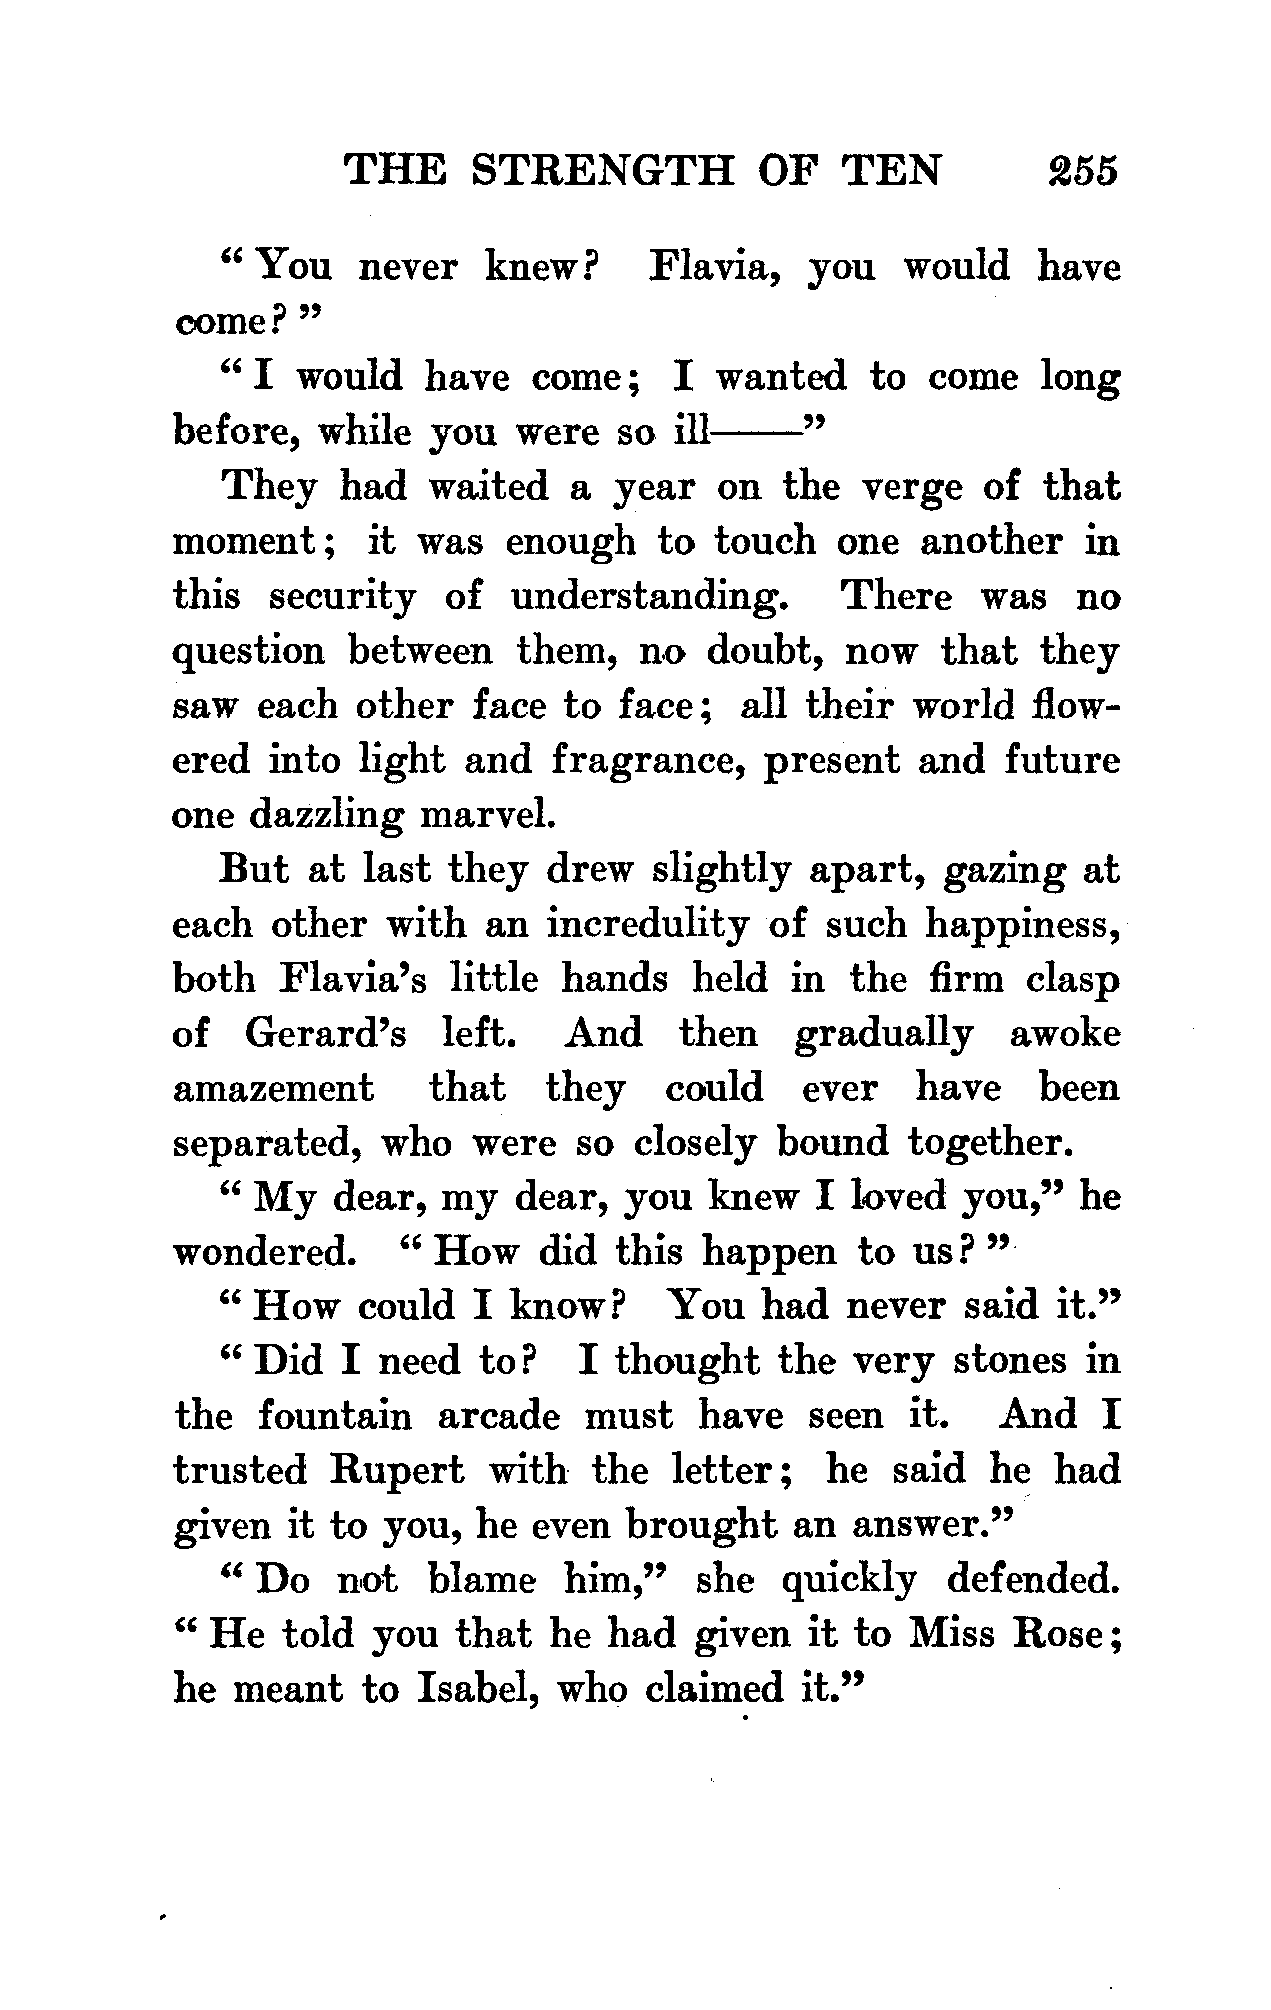 THE STRENGTH OF TEN 255
“ You never knew? Flavia, you would have
come? ”
“ I would have come; I wanted to come long
before, while you were so ill——”
They had waited a year on the verge of that
moment; it was enough to touch one another in
this security of understanding. There was no
question between them, no doubt, now that they
saw each other face to face; all their world flow-
ered into light and fragrance, present and future
one dazzling marvel.
But at last they drew slightly apart, gazing at
each other with an incredulity of such happiness,
both Flavia’s little hands held in the firm clasp
of Gerard’s left. And then gradually awoke
amazement that they could ever have been
separated, who were so closely bound together.
“ My dear, my dear, you knew I loved you,” he
wondered. “ How did this happen to us? ”
“ How could I know? You had never said it.”
“ Did I need to? I thought the very stones in
the fountain arcade must have seen it. And I
trusted Rupert with the letter; he said he had
given it to you, he even brought an answer.”
“ Do not blame him,” she quickly defended.
“ He told you that he had given it to Miss Rose;
he meant to Isabel, who claimed it.”